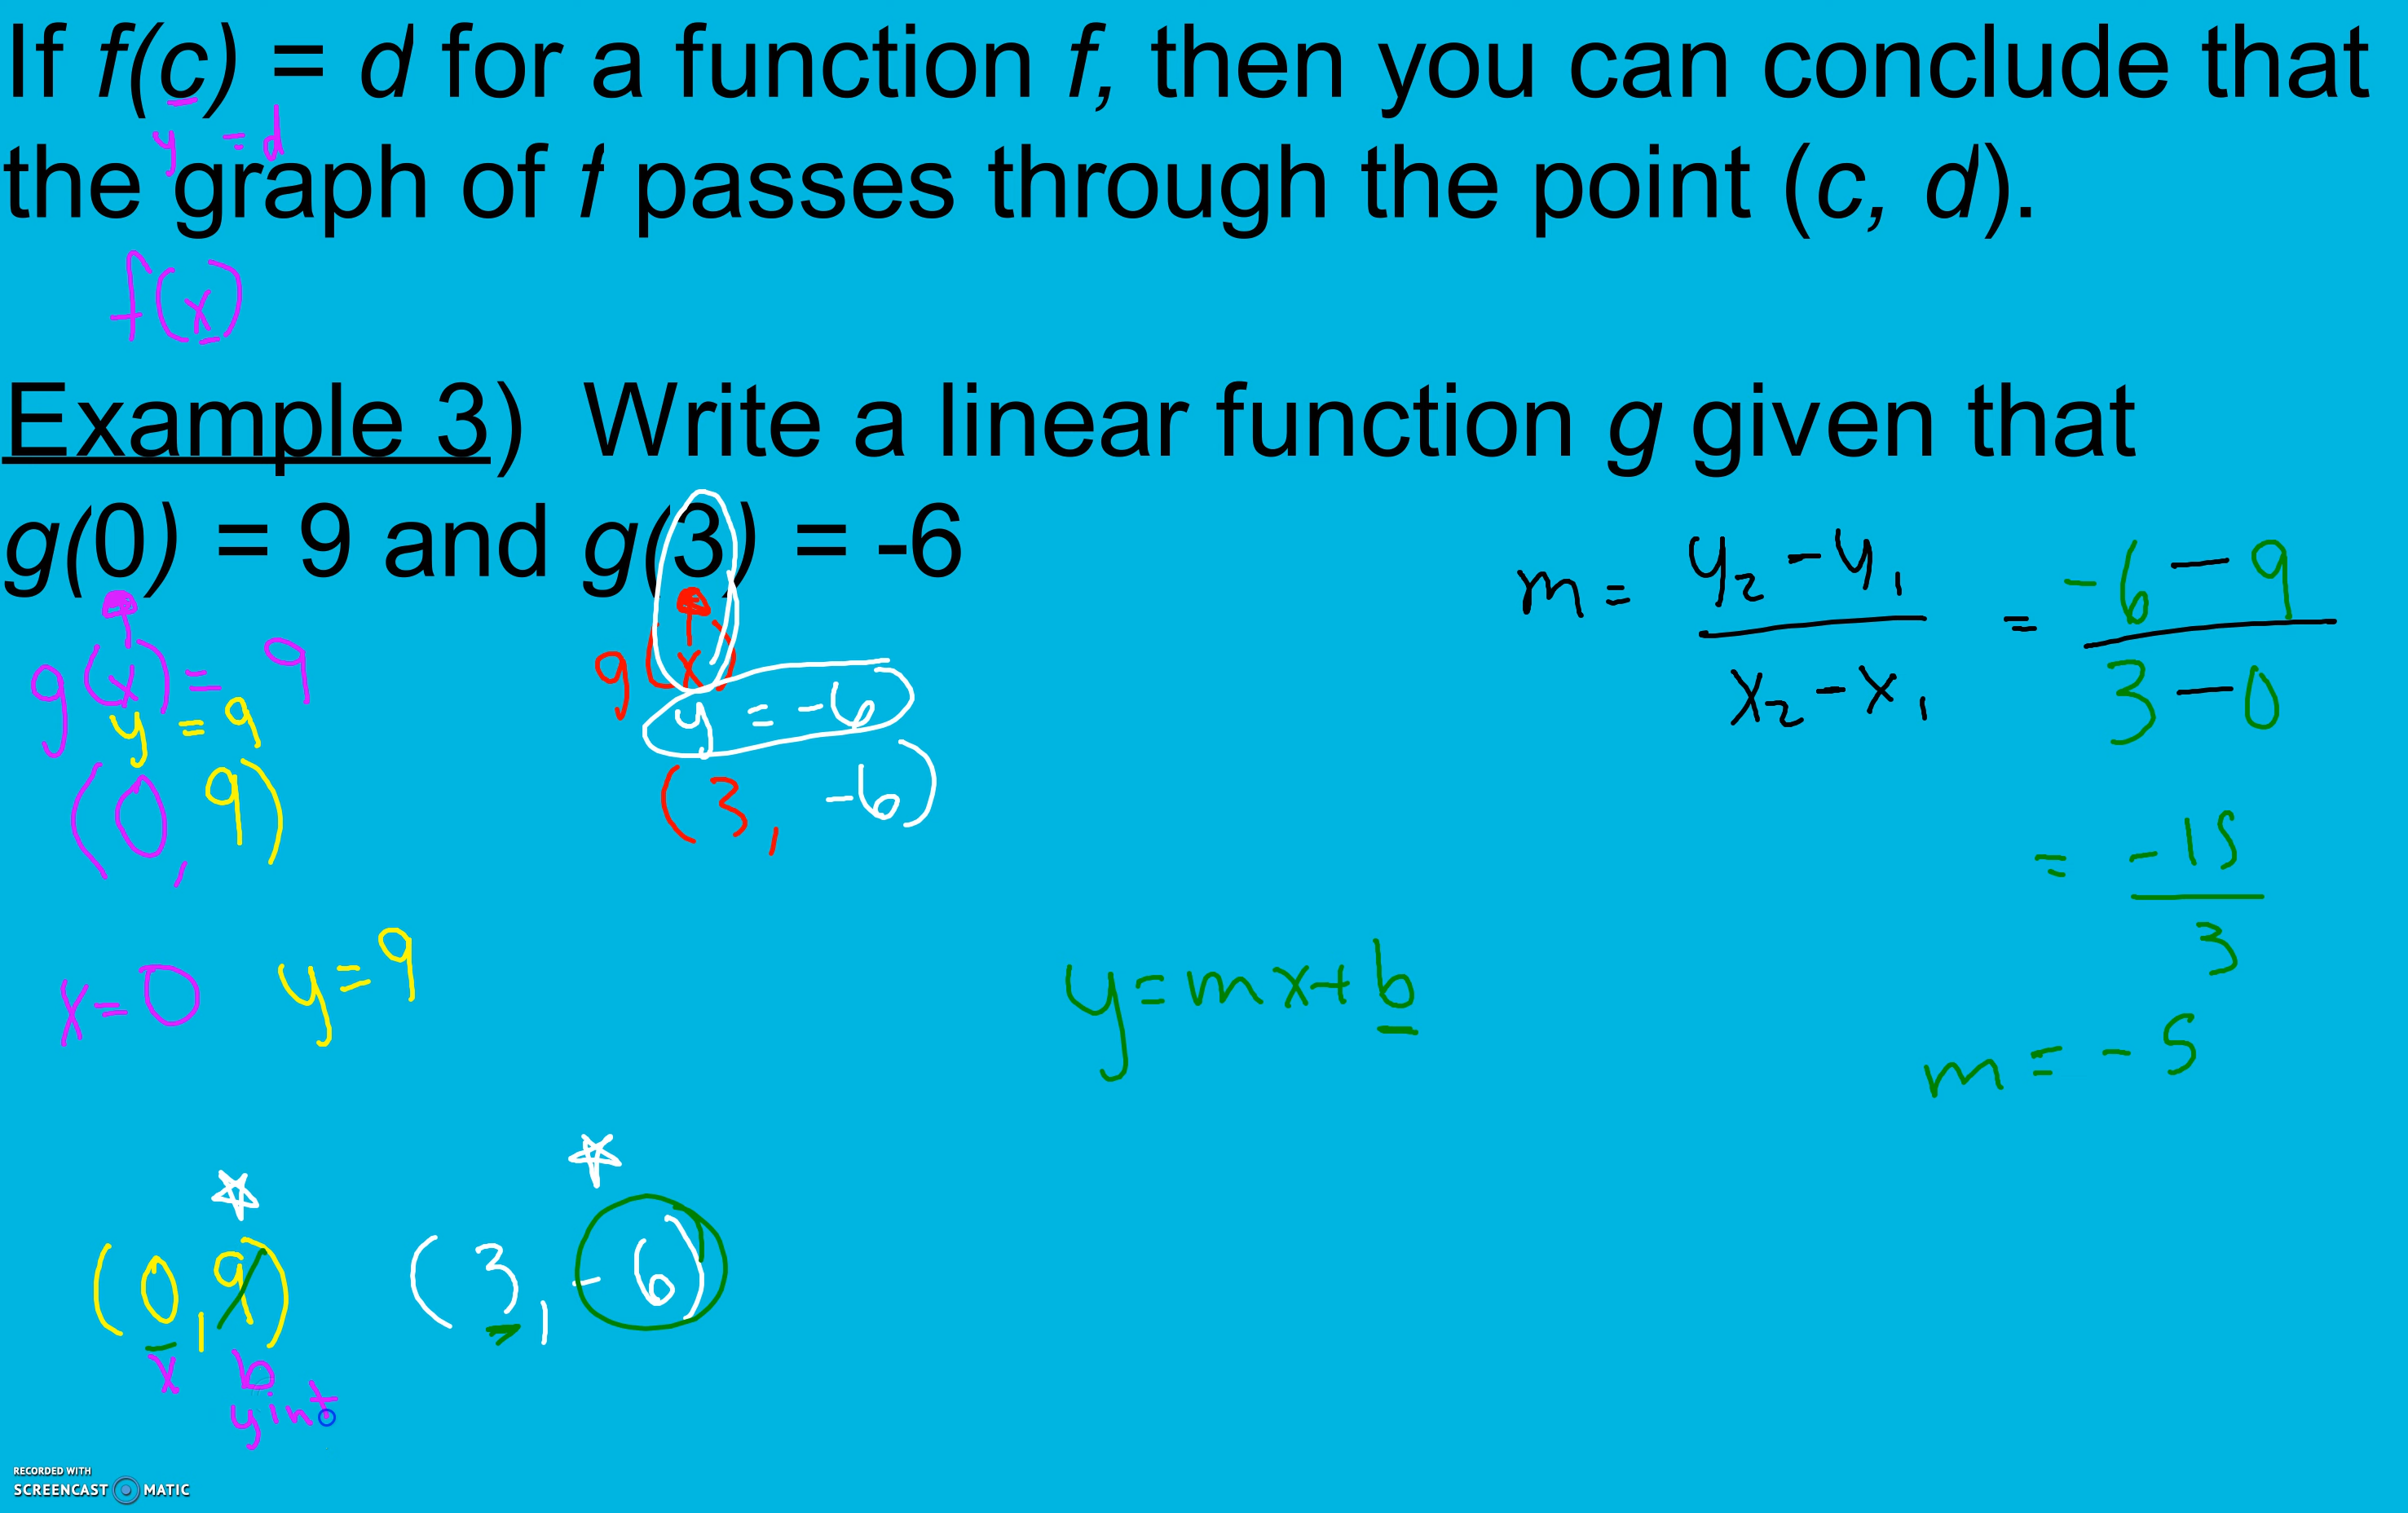 If f(c) = d for a function f, then you can conclude that
y = d
the graph of f passes through the point (c, d).
f(x)
Example 3) Write a linear function g given that
g(0) = 9 and g(3) = -6
g(x) = 9
y = 9
(0, 9)
x = 0 y = 9
g(x)
y = -6
(3, -6)
m = y₂ - y₁ / x₂ - x₁ = -6 - 9 / 3 - 0
= -15 / 3
m = -5
y = mx + b
(0, 9) (3, -6)
x b
y int
RECORDED WITH
SCREENCAST MATIC